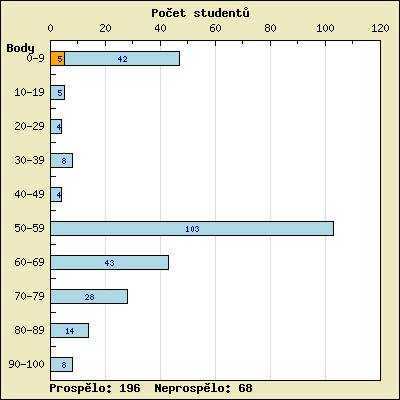 Počet studentů
0 20 40 60 80 100 120
Body
0-9 5 42
10-19 5
20-29 4
30-39 8
40-49 4
50-59 103
60-69 43
70-79 28
80-89 14
90-100 8
Prospělo: 196 Neprospělo: 68